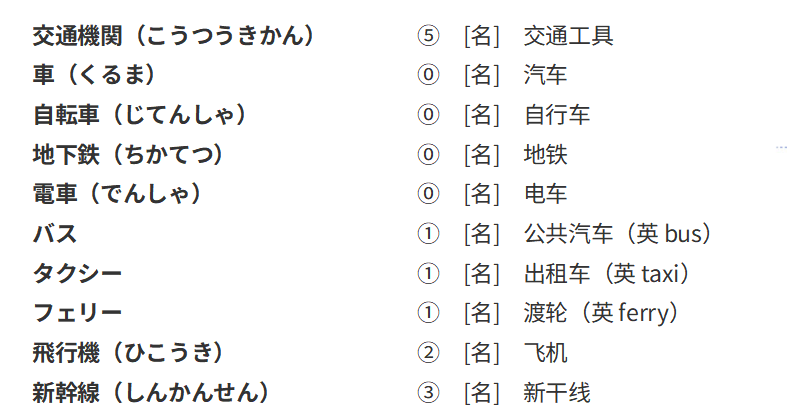 交通機関（こうつうきかん） ⑤ [名] 交通工具
車（くるま） ⓪ [名] 汽车
自転車（じてんしゃ） ⓪ [名] 自行车
地下鉄（ちかてつ） ⓪ [名] 地铁
電車（でんしゃ） ⓪ [名] 电车
バス ① [名] 公共汽车（英 bus）
タクシー ① [名] 出租车（英 taxi）
フェリー ① [名] 渡轮（英 ferry）
飛行機（ひこうき） ② [名] 飞机
新幹線（しんかんせん） ③ [名] 新干线